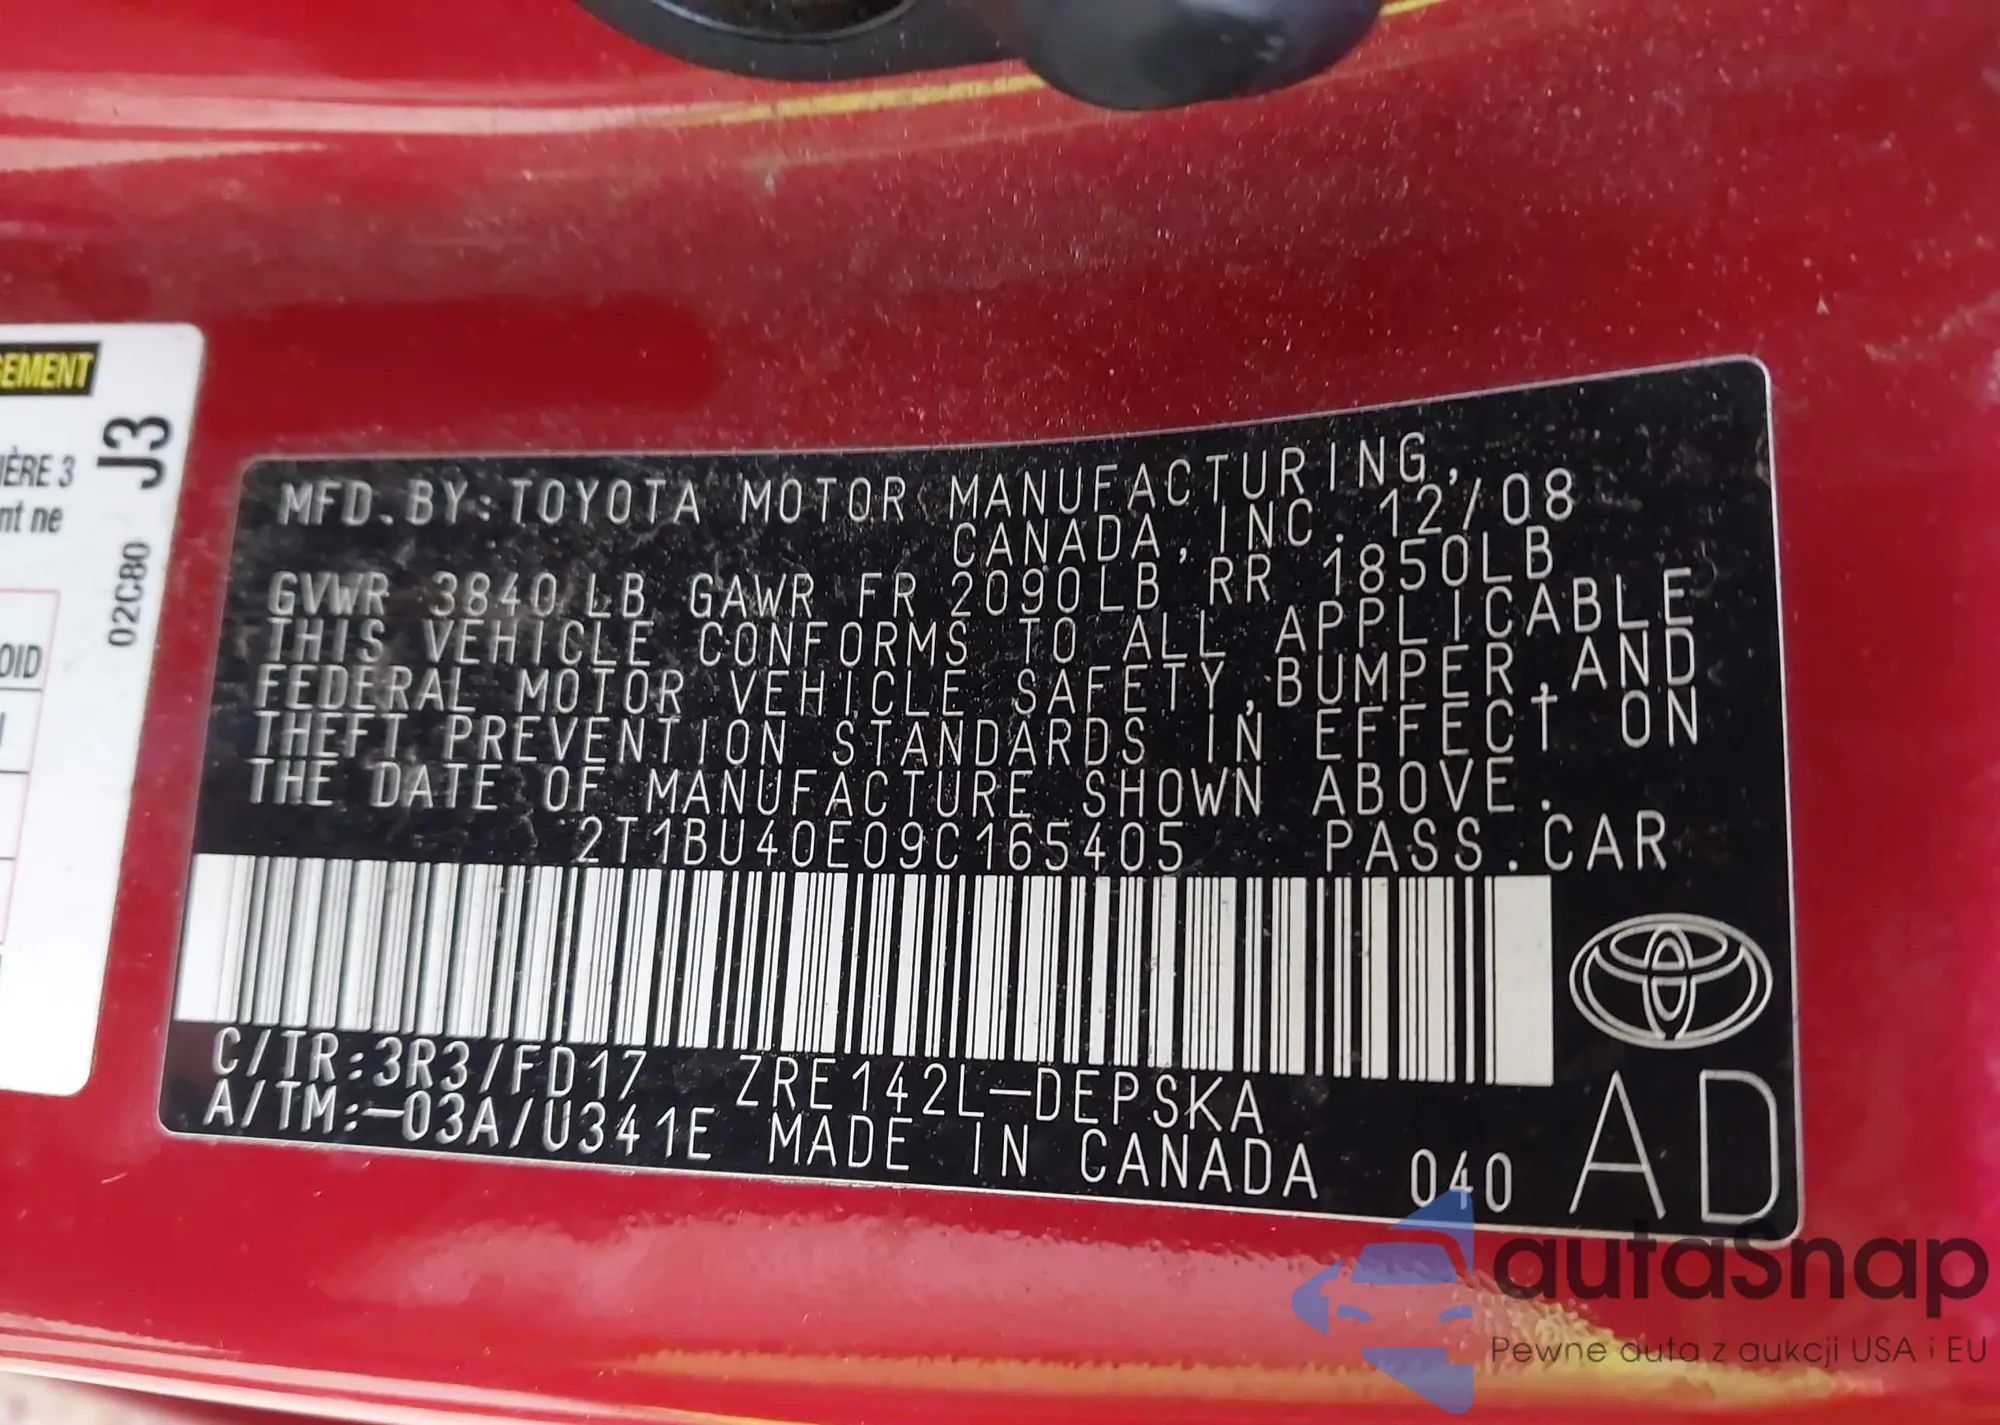 EMENT
J3
IÈRE 3
nt ne
02C80
OID
MFD. BY: TOYOTA MOTOR MANUFACTURING,
CANADA, INC. 12/08
GVWR 3840 LB GAWR FR 2090LB RR 1850LB
THIS VEHICLE CONFORMS TO ALL APPLICABLE
FEDERAL MOTOR VEHICLE SAFETY, BUMPER, AND
THEFT PREVENTION STANDARDS IN EFFECT ON
THE DATE OF MANUFACTURE SHOWN ABOVE.
2T1BU40E09C165405 PASS. CAR
C/TR:3R3/FD17 ZRE142L-DEPSKA
A/TM:-03A/U341E MADE IN CANADA 040 AD
autaSnap
Pewne auta z aukcji USA i EU